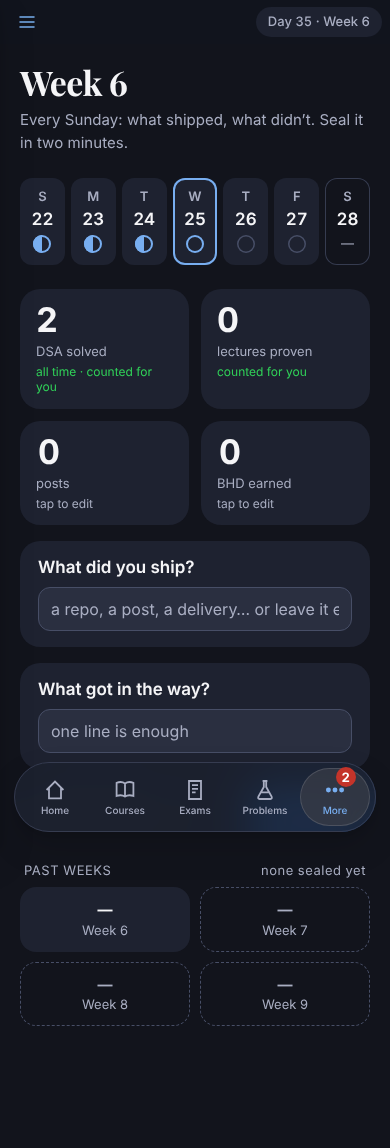 Day 35 · Week 6
Week 6
Every Sunday: what shipped, what didn’t. Seal it
in two minutes.
S M T W T F S
22 23 24 25 26 27 28
—
2
DSA solved
all time · counted for
you
0
lectures proven
counted for you
0
posts
tap to edit
0
BHD earned
tap to edit
What did you ship?
a repo, a post, a delivery... or leave it e
What got in the way?
one line is enough
2
Home Courses Exams Problems More
PAST WEEKS none sealed yet
—
Week 6
—
Week 7
—
Week 8
—
Week 9